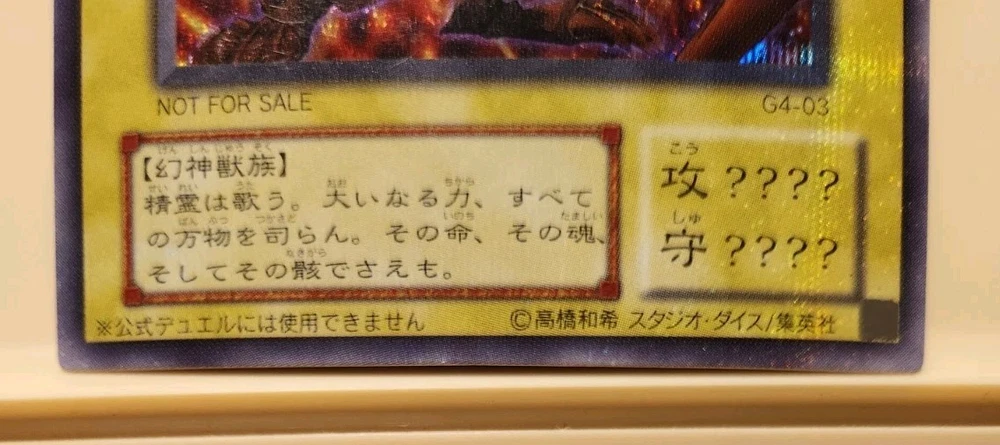 NOT FOR SALE
G4-03
【幻神獣族】
精霊は歌う。大いなる力、すべて
の万物を司らん。その命、その魂、
そしてその骸でさえも。
こう
攻 ????
しゅ
守 ????
※公式デュエルには使用できません
©高橋和希 スタジオ・ダイス/集英社